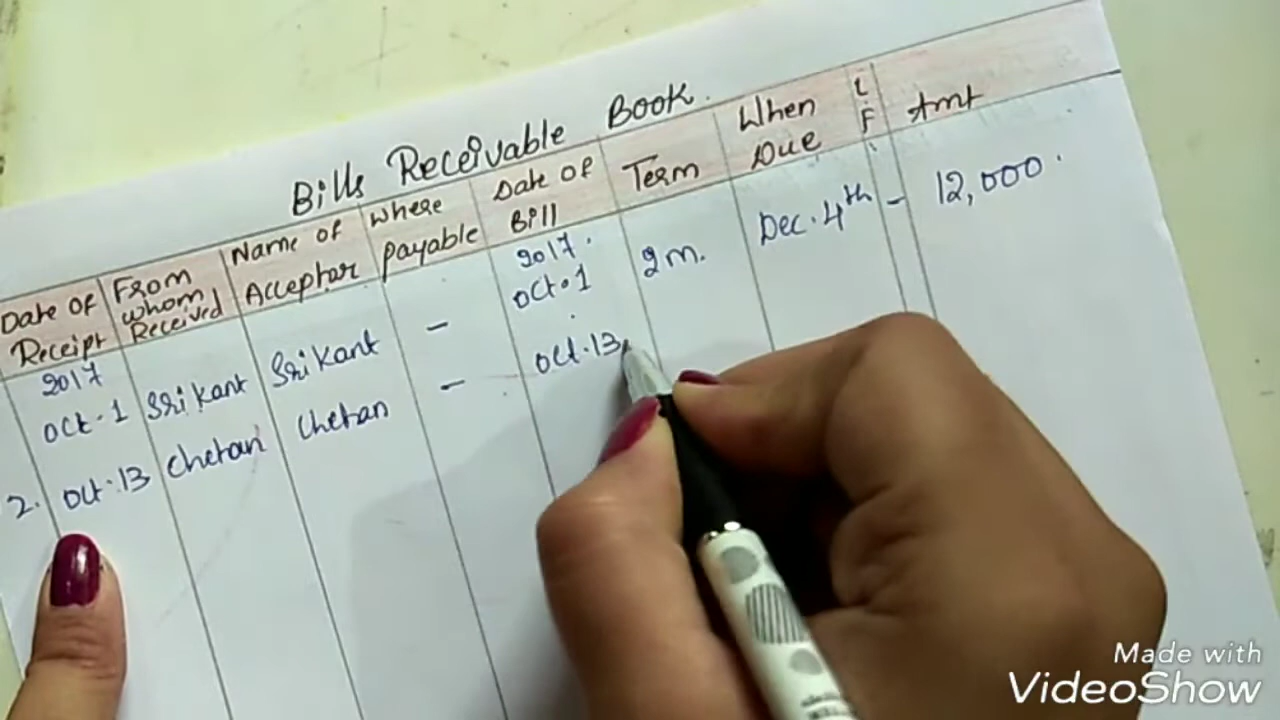 Bills Receivable Book.
Date of Receipt
From whom Received
Name of Acceptar
Where payable
Date of Bill
Term
When Due
L F
Amt
2017
Oct. 1 Srikant Srikant - 2017. Oct. 1 2m. Dec. 4th - 12,000.
2. Oct. 13 Chetan Chetan - Oct. 13
Made with
VideoShow